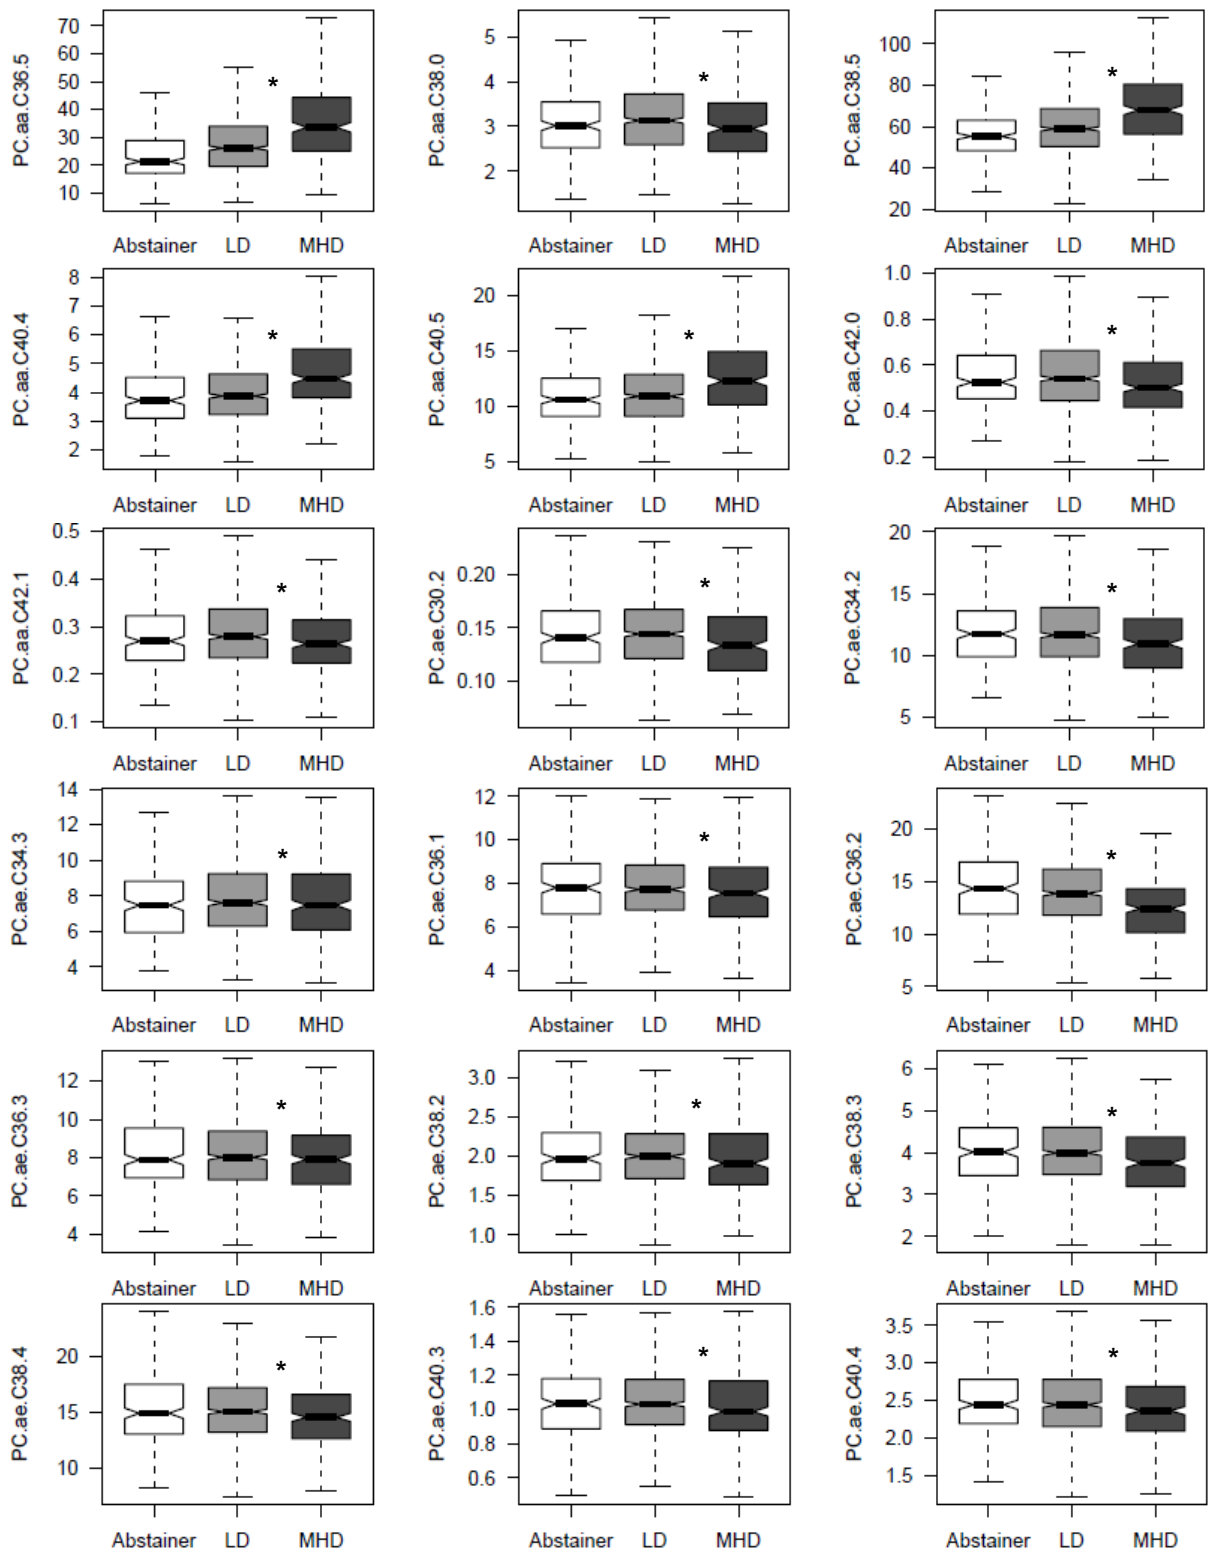 PC.aa.C36.5
70
60
50
40
30
20
10
*
Abstainer LD MHD
PC.aa.C38.0
5
4
3
2
*
Abstainer LD MHD
PC.aa.C38.5
100
80
60
40
20
*
Abstainer LD MHD
PC.aa.C40.4
8
7
6
5
4
3
2
*
Abstainer LD MHD
PC.aa.C40.5
20
15
10
5
*
Abstainer LD MHD
PC.aa.C42.0
1.0
0.8
0.6
0.4
0.2
*
Abstainer LD MHD
PC.aa.C42.1
0.5
0.4
0.3
0.2
0.1
*
Abstainer LD MHD
PC.ae.C30.2
0.20
0.15
0.10
*
Abstainer LD MHD
PC.ae.C34.2
20
15
10
5
*
Abstainer LD MHD
PC.ae.C34.3
14
12
10
8
6
4
*
Abstainer LD MHD
PC.ae.C36.1
12
10
8
6
4
*
Abstainer LD MHD
PC.ae.C36.2
20
15
10
5
*
Abstainer LD MHD
PC.ae.C36.3
12
10
8
6
4
*
Abstainer LD MHD
PC.ae.C38.2
3.0
2.5
2.0
1.5
1.0
*
Abstainer LD MHD
PC.ae.C38.3
6
5
4
3
2
*
Abstainer LD MHD
PC.ae.C38.4
20
15
10
*
Abstainer LD MHD
PC.ae.C40.3
1.6
1.4
1.2
1.0
0.8
0.6
*
Abstainer LD MHD
PC.ae.C40.4
3.5
3.0
2.5
2.0
1.5
*
Abstainer LD MHD